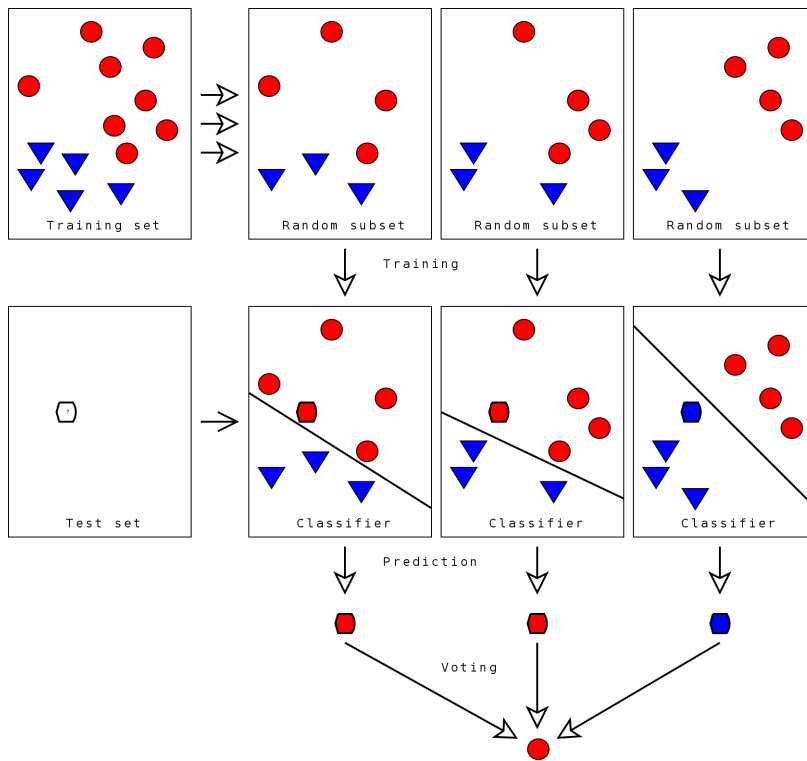 Training set
Random subset
Random subset
Random subset
Training
?
Test set
Classifier
Classifier
Classifier
Prediction
Voting